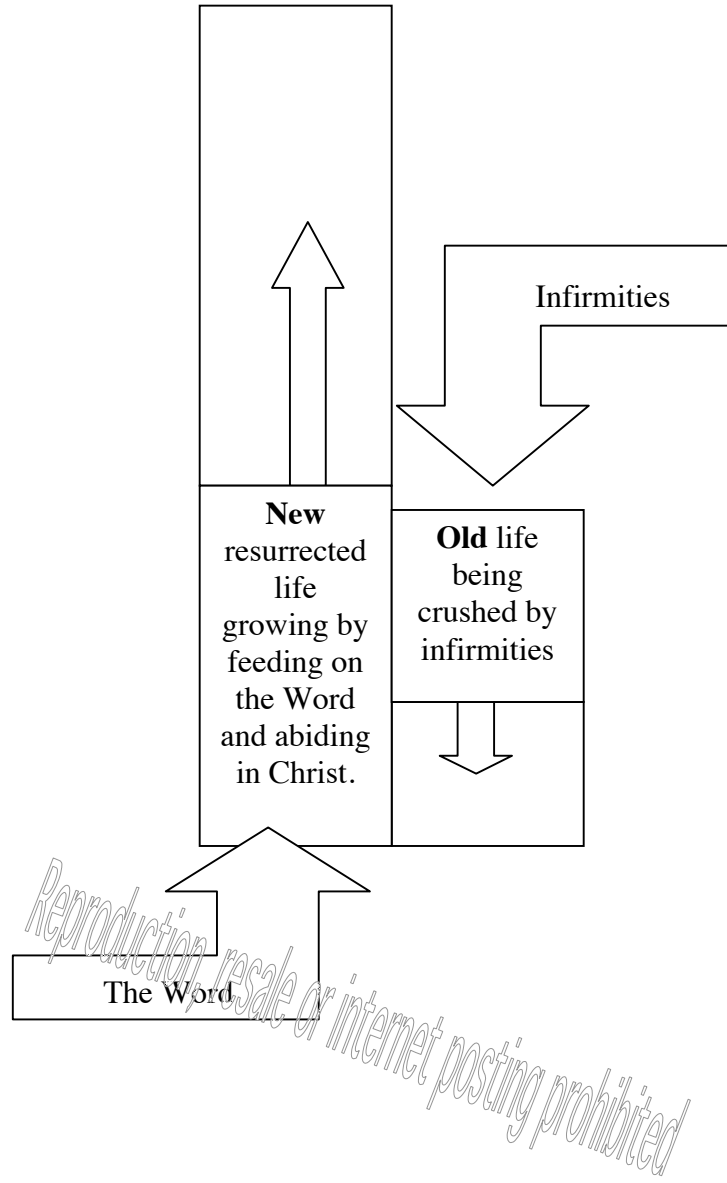 Infirmities
New
resurrected
life
growing by
feeding on
the Word
and abiding
in Christ.
Old life
being
crushed by
infirmities
The Word
Reproduction, resale or internet posting prohibited